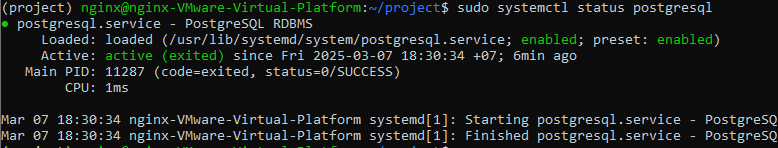 (project) nginx@nginx-VMware-Virtual-Platform:~/project$ sudo systemctl status postgresql
● postgresql.service - PostgreSQL RDBMS
     Loaded: loaded (/usr/lib/systemd/system/postgresql.service; enabled; preset: enabled)
     Active: active (exited) since Fri 2025-03-07 18:30:34 +07; 6min ago
   Main PID: 11287 (code=exited, status=0/SUCCESS)
        CPU: 1ms

Mar 07 18:30:34 nginx-VMware-Virtual-Platform systemd[1]: Starting postgresql.service - PostgreSQ
Mar 07 18:30:34 nginx-VMware-Virtual-Platform systemd[1]: Finished postgresql.service - PostgreSQ